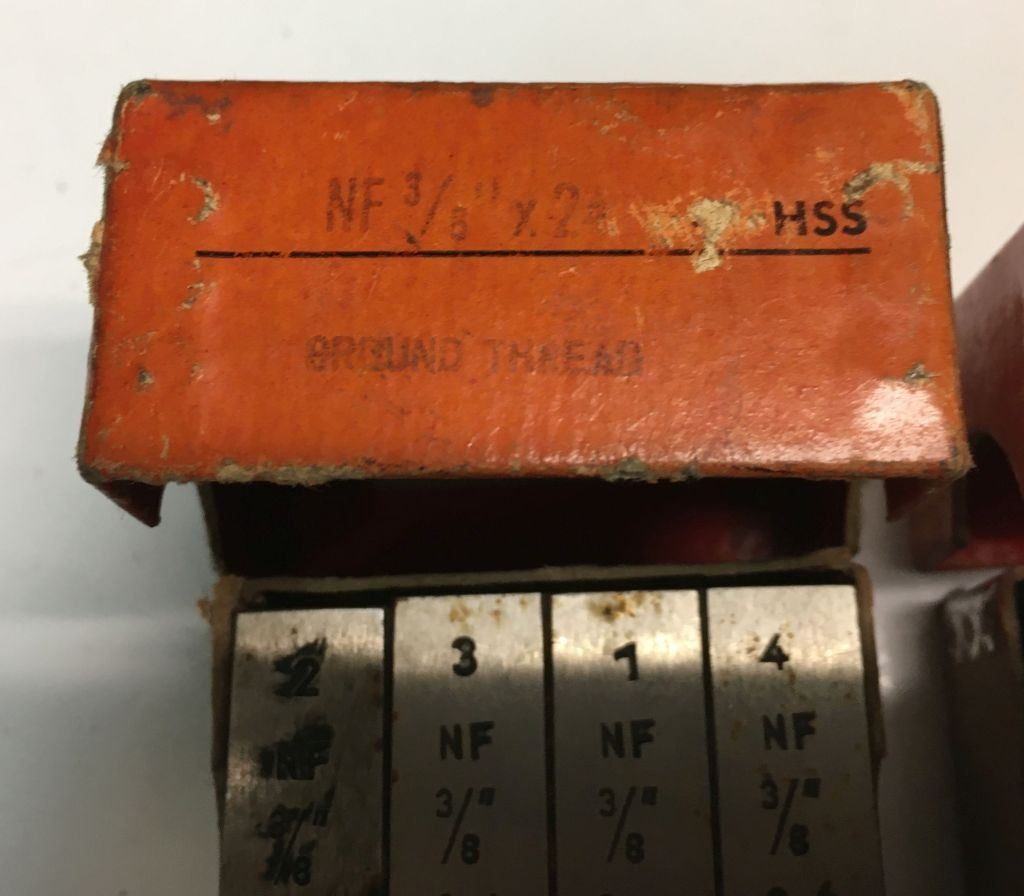 NF 3/8" x 24 HSS
GROUND THREAD
2 3 1 4
NF NF NF NF
3/8" 3/8" 3/8" 3/8"